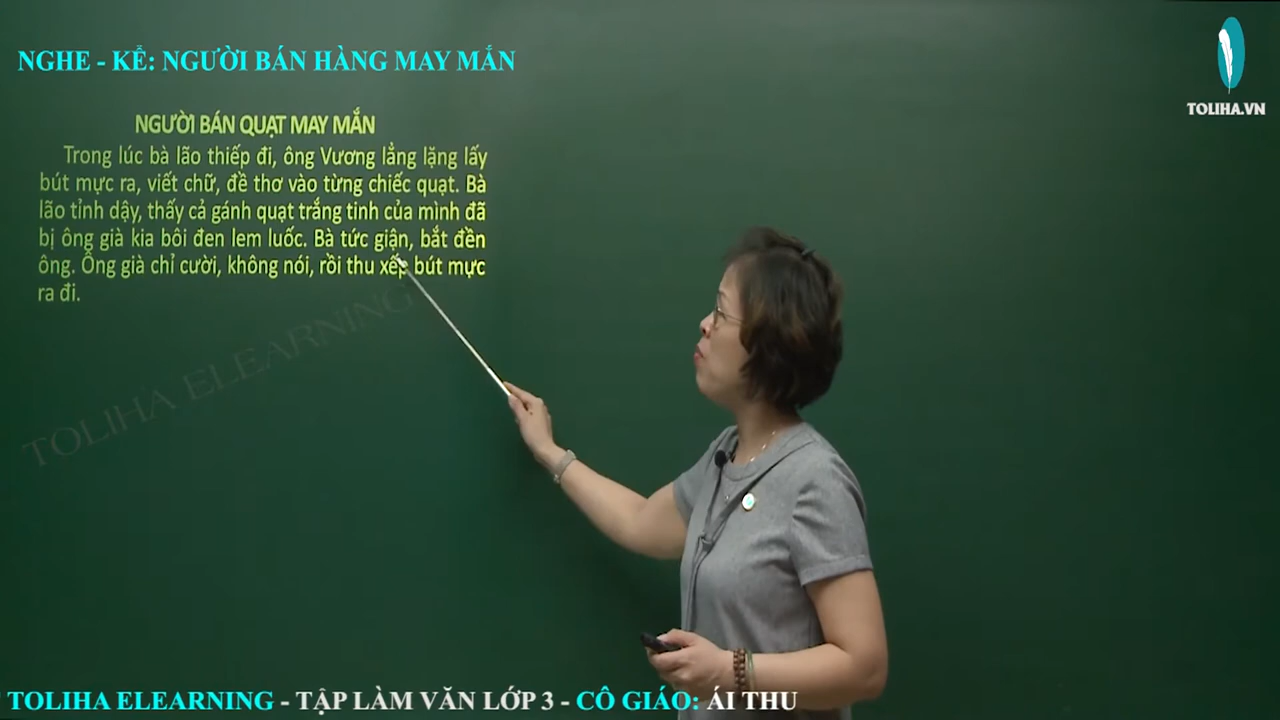 NGHE - KỂ: NGƯỜI BÁN HÀNG MAY MẮN
TOLIHA.VN
NGƯỜI BÁN QUẠT MAY MẮN
Trong lúc bà lão thiếp đi, ông Vương lẳng lặng lấy
bút mực ra, viết chữ, đề thơ vào từng chiếc quạt. Bà
lão tỉnh dậy, thấy cả gánh quạt trắng tinh của mình đã
bị ông già kia bôi đen lem luốc. Bà tức giận, bắt đền
ông. Ông già chỉ cười, không nói, rồi thu xếp bút mực
ra đi.
TOLIHA ELEARNING
TOLIHA ELEARNING - TẬP LÀM VĂN LỚP 3 - CÔ GIÁO: ÁI THU